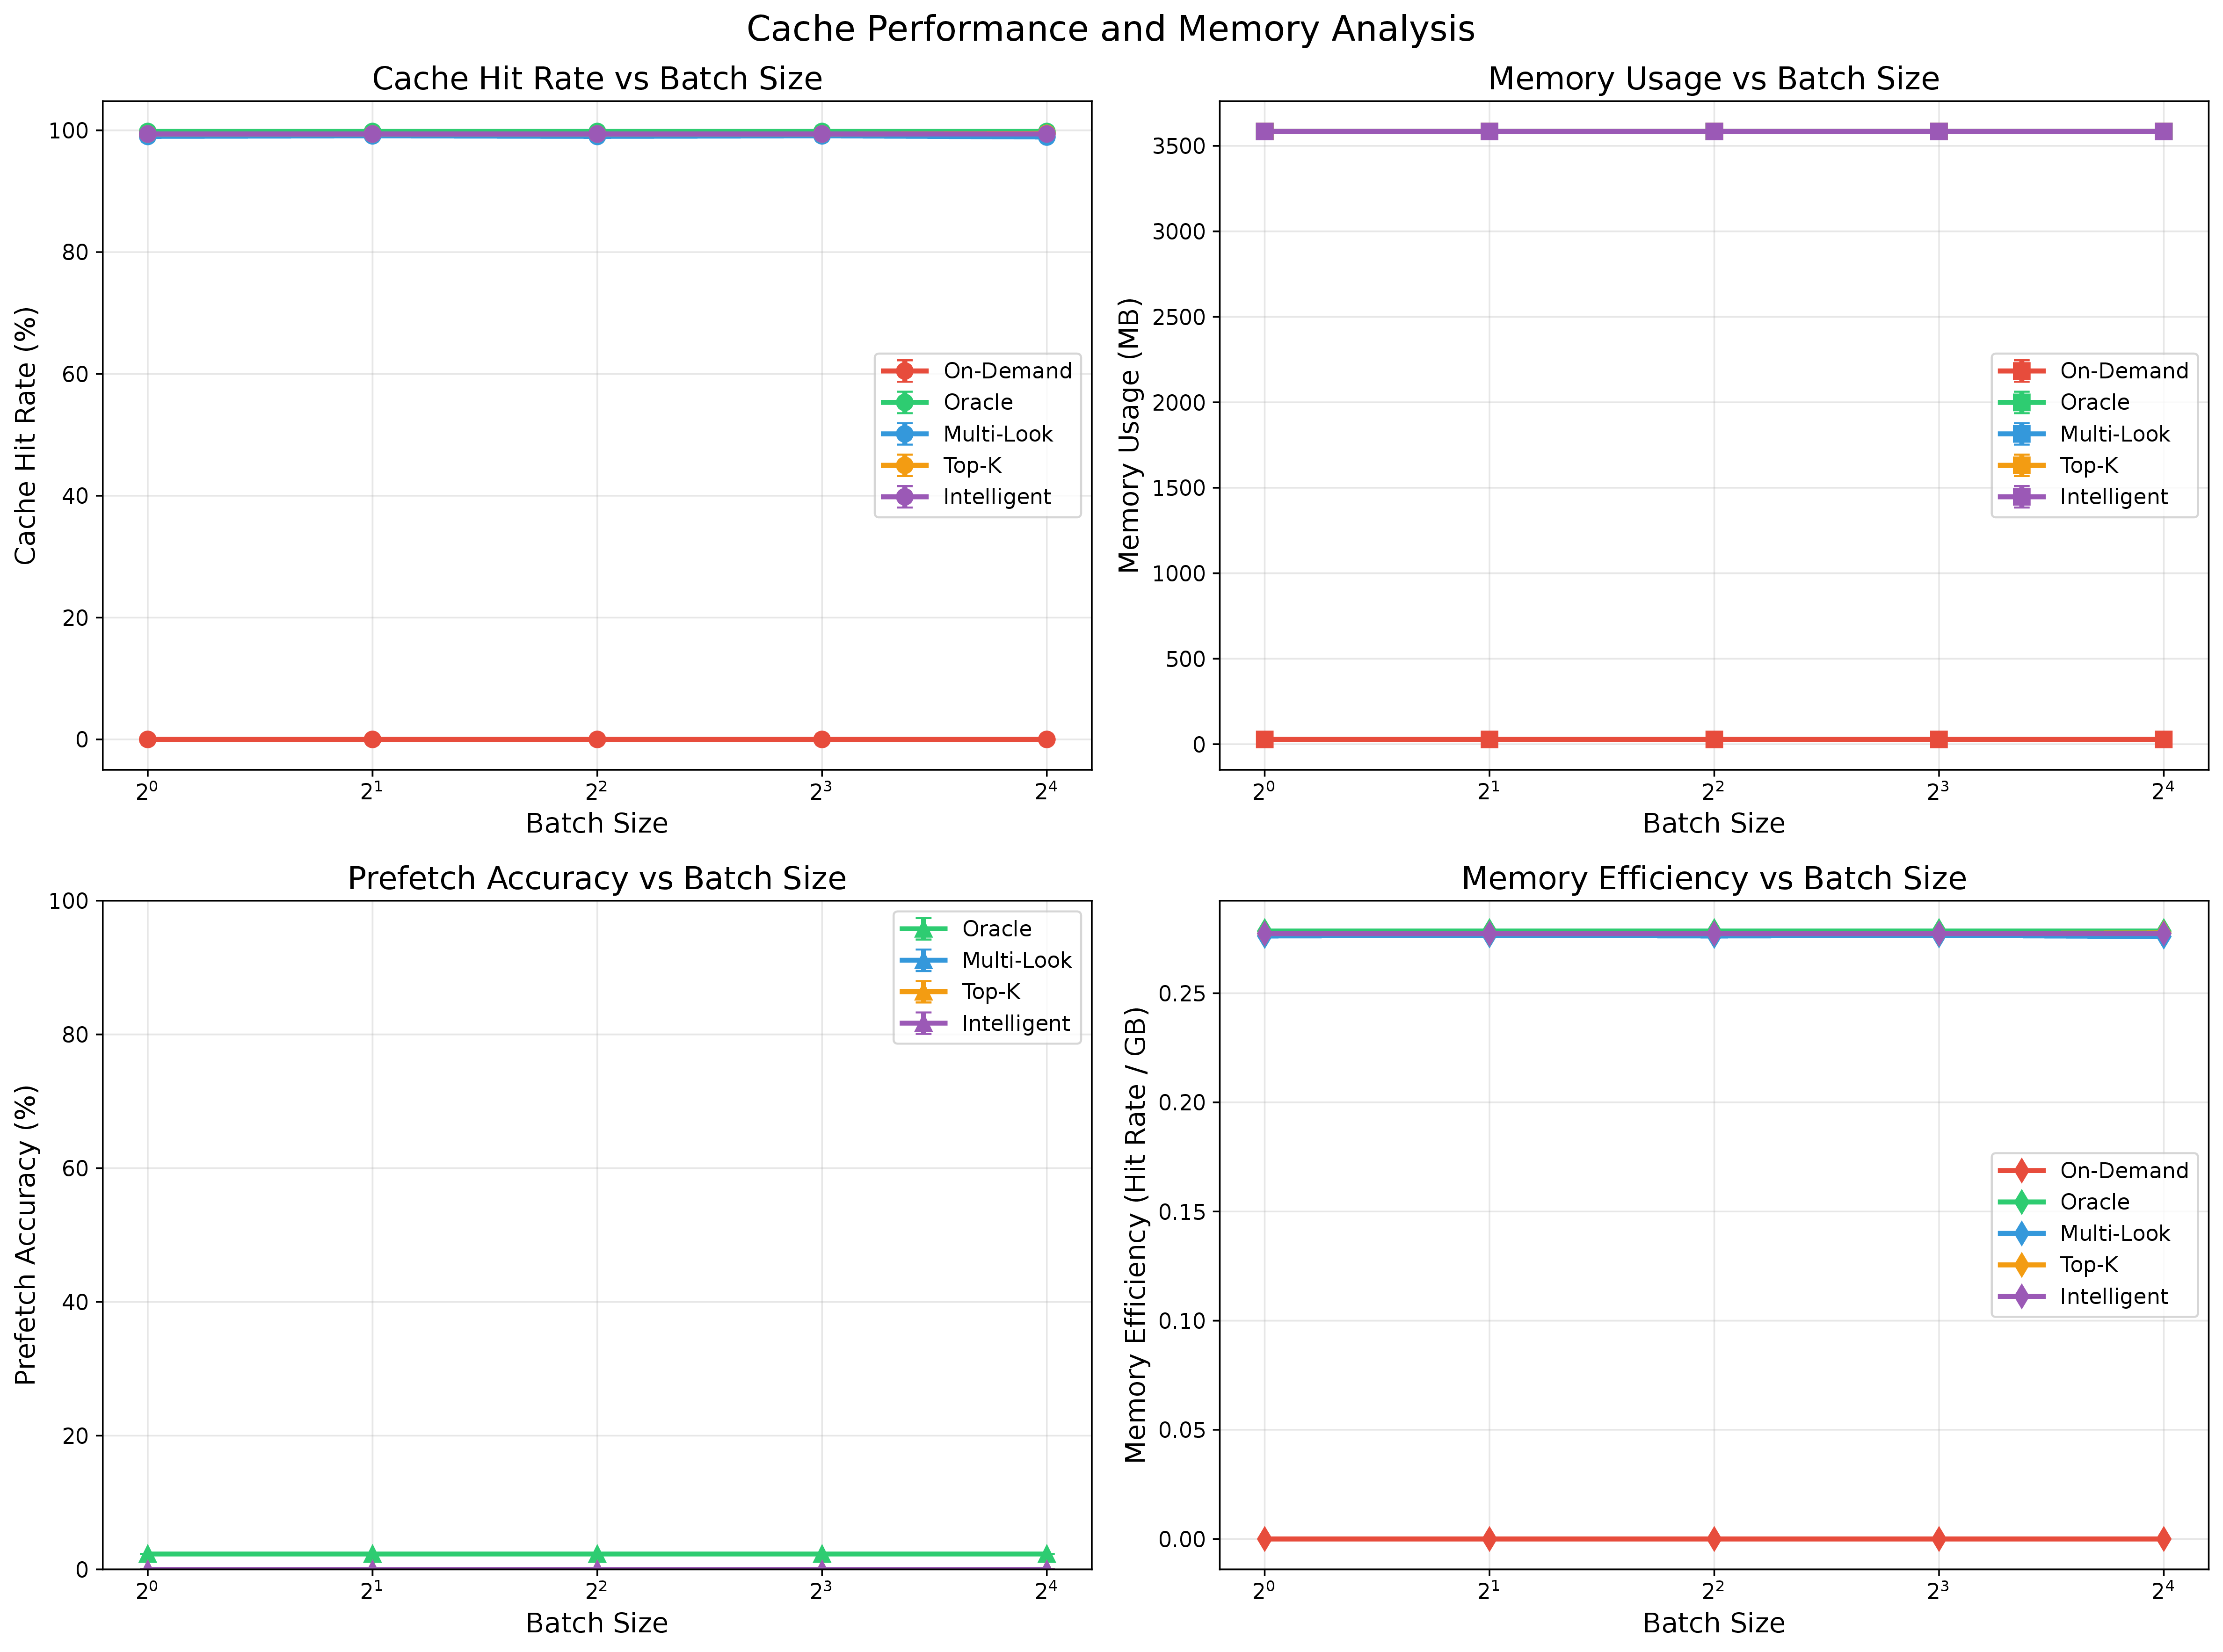 Cache Performance and Memory Analysis
Cache Hit Rate vs Batch Size
Cache Hit Rate (%)
100
80
60
40
20
0
2⁰ 2¹ 2² 2³ 2⁴
Batch Size
On-Demand
Oracle
Multi-Look
Top-K
Intelligent
Memory Usage vs Batch Size
Memory Usage (MB)
3500
3000
2500
2000
1500
1000
500
0
2⁰ 2¹ 2² 2³ 2⁴
Batch Size
On-Demand
Oracle
Multi-Look
Top-K
Intelligent
Prefetch Accuracy vs Batch Size
Prefetch Accuracy (%)
100
80
60
40
20
0
2⁰ 2¹ 2² 2³ 2⁴
Batch Size
Oracle
Multi-Look
Top-K
Intelligent
Memory Efficiency vs Batch Size
Memory Efficiency (Hit Rate / GB)
0.25
0.20
0.15
0.10
0.05
0.00
2⁰ 2¹ 2² 2³ 2⁴
Batch Size
On-Demand
Oracle
Multi-Look
Top-K
Intelligent